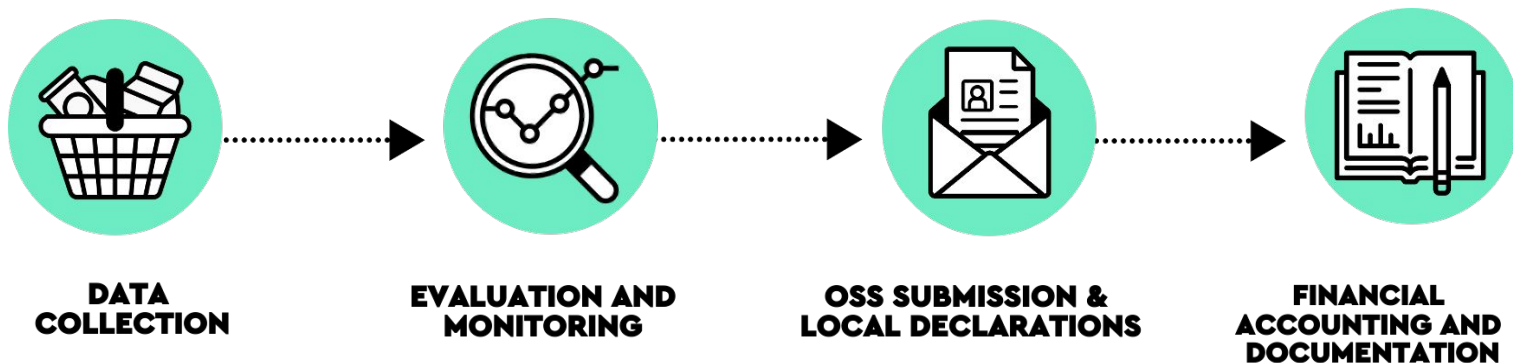 DATA
COLLECTION
EVALUATION AND
MONITORING
OSS SUBMISSION &
LOCAL DECLARATIONS
FINANCIAL
ACCOUNTING AND
DOCUMENTATION